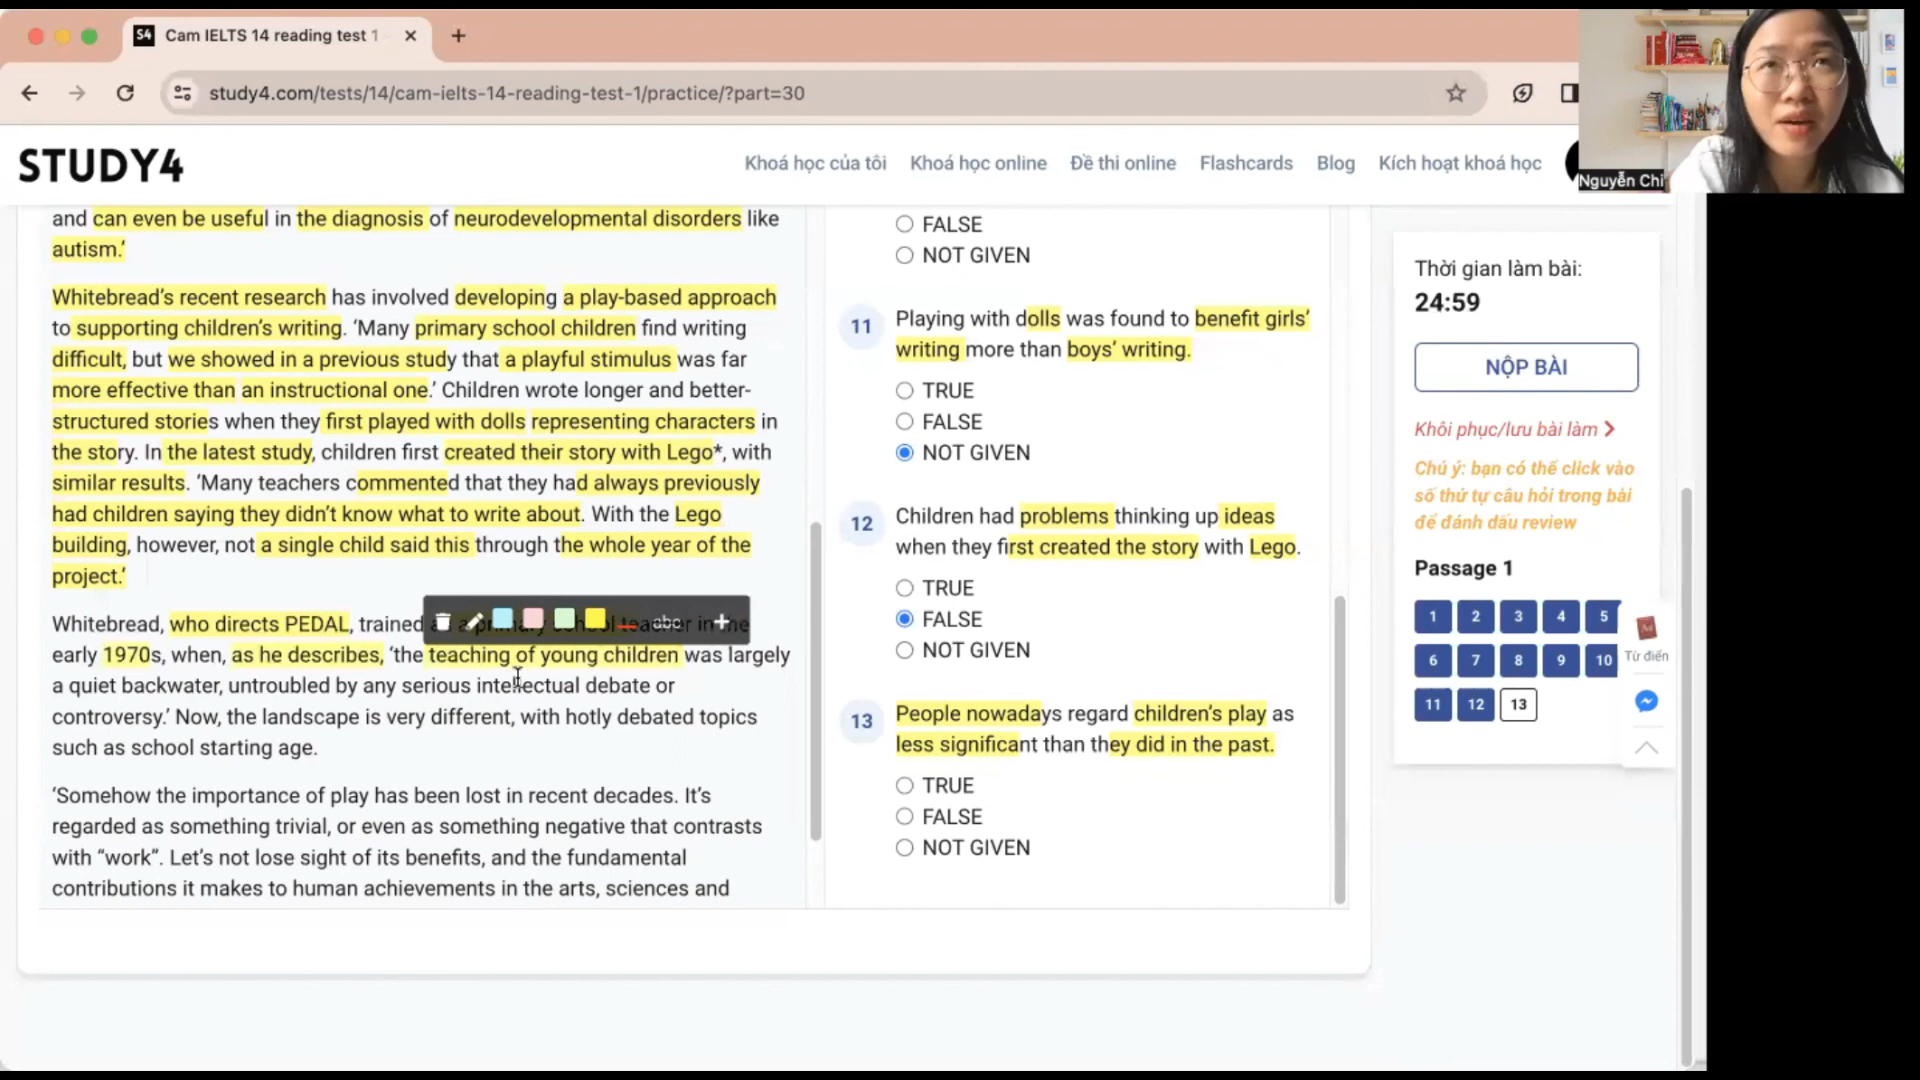 S4 Cam IELTS 14 reading test 1
study4.com/tests/14/cam-ielts-14-reading-test-1/practice/?part=30
STUDY4
Khoá học của tôi
Khoá học online
Đề thi online
Flashcards
Blog
Kích hoạt khoá học
Nguyễn Chi
and can even be useful in the diagnosis of neurodevelopmental disorders like
autism.’
Whitebread’s recent research has involved developing a play-based approach
to supporting children’s writing. ‘Many primary school children find writing
difficult, but we showed in a previous study that a playful stimulus was far
more effective than an instructional one.’ Children wrote longer and better-
structured stories when they first played with dolls representing characters in
the story. In the latest study, children first created their story with Lego*, with
similar results. ‘Many teachers commented that they had always previously
had children saying they didn’t know what to write about. With the Lego
building, however, not a single child said this through the whole year of the
project.’
Whitebread, who directs PEDAL, trained as a primary school teacher in the
abc
early 1970s, when, as he describes, ‘the teaching of young children was largely
a quiet backwater, untroubled by any serious intellectual debate or
controversy.’ Now, the landscape is very different, with hotly debated topics
such as school starting age.
‘Somehow the importance of play has been lost in recent decades. It’s
regarded as something trivial, or even as something negative that contrasts
with “work”. Let’s not lose sight of its benefits, and the fundamental
contributions it makes to human achievements in the arts, sciences and
FALSE
NOT GIVEN
11 Playing with dolls was found to benefit girls’
writing more than boys’ writing.
TRUE
FALSE
NOT GIVEN
12 Children had problems thinking up ideas
when they first created the story with Lego.
TRUE
FALSE
NOT GIVEN
13 People nowadays regard children’s play as
less significant than they did in the past.
TRUE
FALSE
NOT GIVEN
Thời gian làm bài:
24:59
NỘP BÀI
Khôi phục/lưu bài làm
Chú ý: bạn có thể click vào
số thứ tự câu hỏi trong bài
để đánh dấu review
Passage 1
1 2 3 4 5
6 7 8 9 10
11 12 13
Từ điển